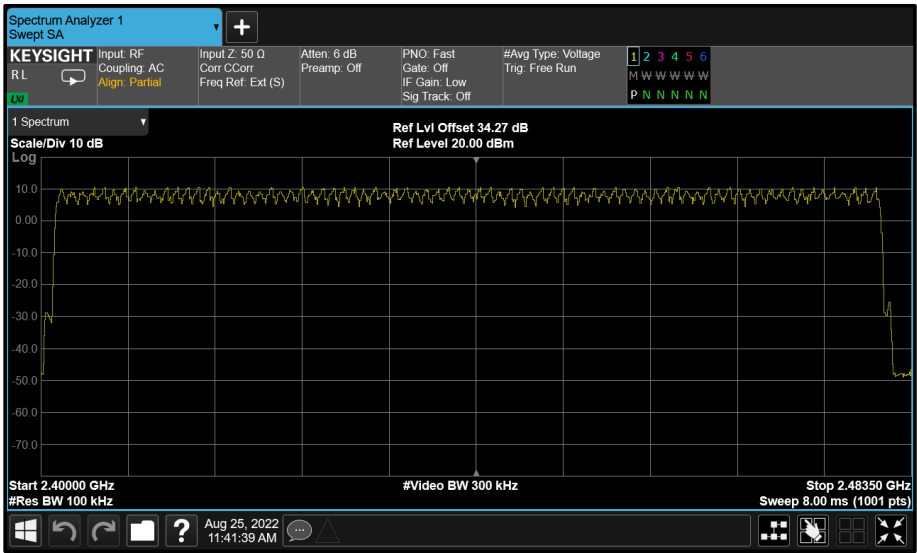 Spectrum Analyzer 1
Swept SA
+
KEYSIGHT Input: RF Input Z: 50 Ω Atten: 6 dB PNO: Fast #Avg Type: Voltage 1 2 3 4 5 6
R L Coupling: AC Corr CCorr Preamp: Off Gate: Off Trig: Free Run M W W W W W
Align: Partial Freq Ref: Ext (S) IF Gain: Low
LXI Sig Track: Off P N N N N N
1 Spectrum
Ref Lvl Offset 34.27 dB
Scale/Div 10 dB Ref Level 20.00 dBm
Log
10.0
0.00
-10.0
-20.0
-30.0
-40.0
-50.0
-60.0
-70.0
Start 2.40000 GHz #Video BW 300 kHz Stop 2.48350 GHz
#Res BW 100 kHz Sweep 8.00 ms (1001 pts)
? Aug 25, 2022
11:41:39 AM